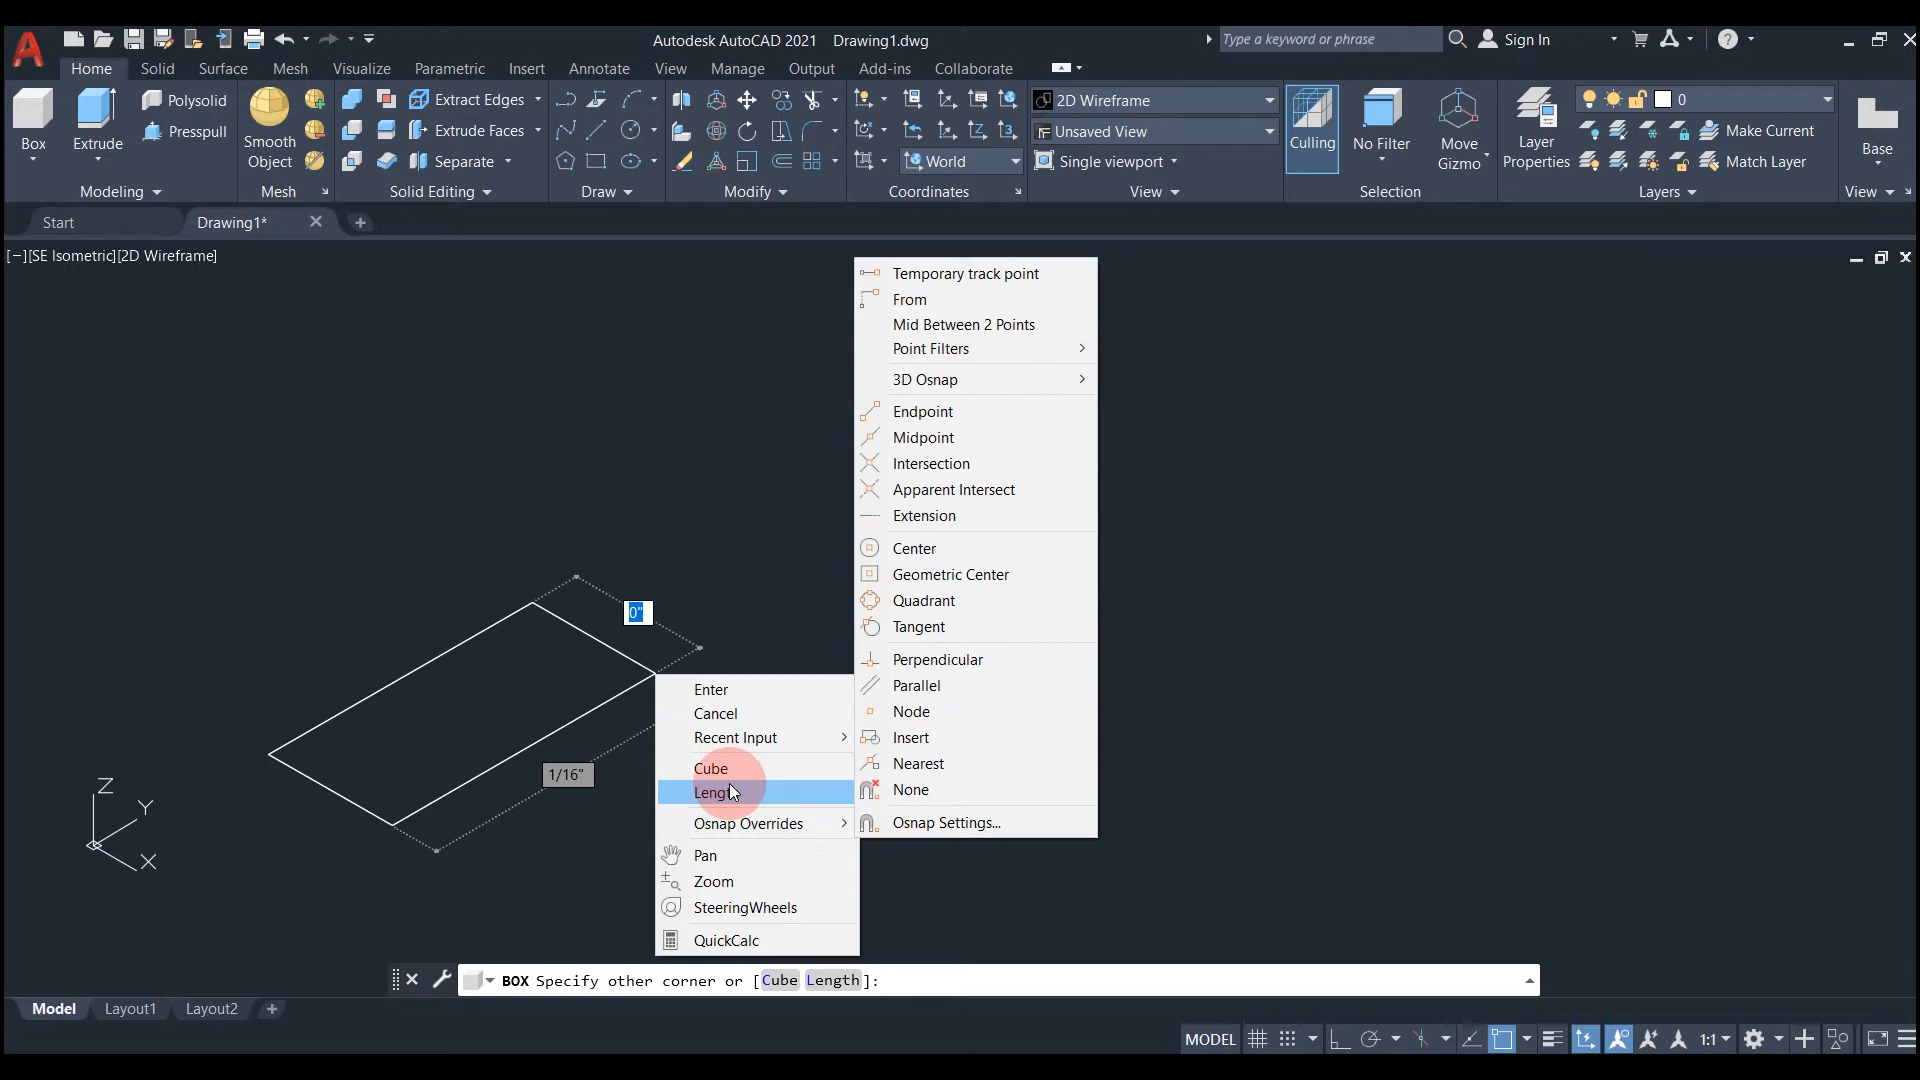 Autodesk AutoCAD 2021 Drawing1.dwg
Type a keyword or phrase
Sign In
Home Solid Surface Mesh Visualize Parametric Insert Annotate View Manage Output Add-ins Collaborate
Box
Extrude
Polysolid
Presspull
Modeling
Smooth
Object
Mesh
Extract Edges
Extrude Faces
Separate
Solid Editing
Draw
Modify
World
Coordinates
2D Wireframe
Unsaved View
Single viewport
View
Culling
No Filter
Move
Gizmo
Selection
Layer
Properties
0
Make Current
Match Layer
Layers
Base
View
Start
Drawing1*
[−][SE Isometric][2D Wireframe]
Temporary track point
From
Mid Between 2 Points
Point Filters
3D Osnap
Endpoint
Midpoint
Intersection
Apparent Intersect
Extension
Center
Geometric Center
Quadrant
Tangent
Perpendicular
Parallel
Node
Insert
Nearest
None
Osnap Settings...
0"
1/16"
Enter
Cancel
Recent Input
Cube
Length
Osnap Overrides
Pan
Zoom
SteeringWheels
QuickCalc
Z
Y
X
BOX Specify other corner or [Cube Length]:
Model Layout1 Layout2
MODEL
1:1